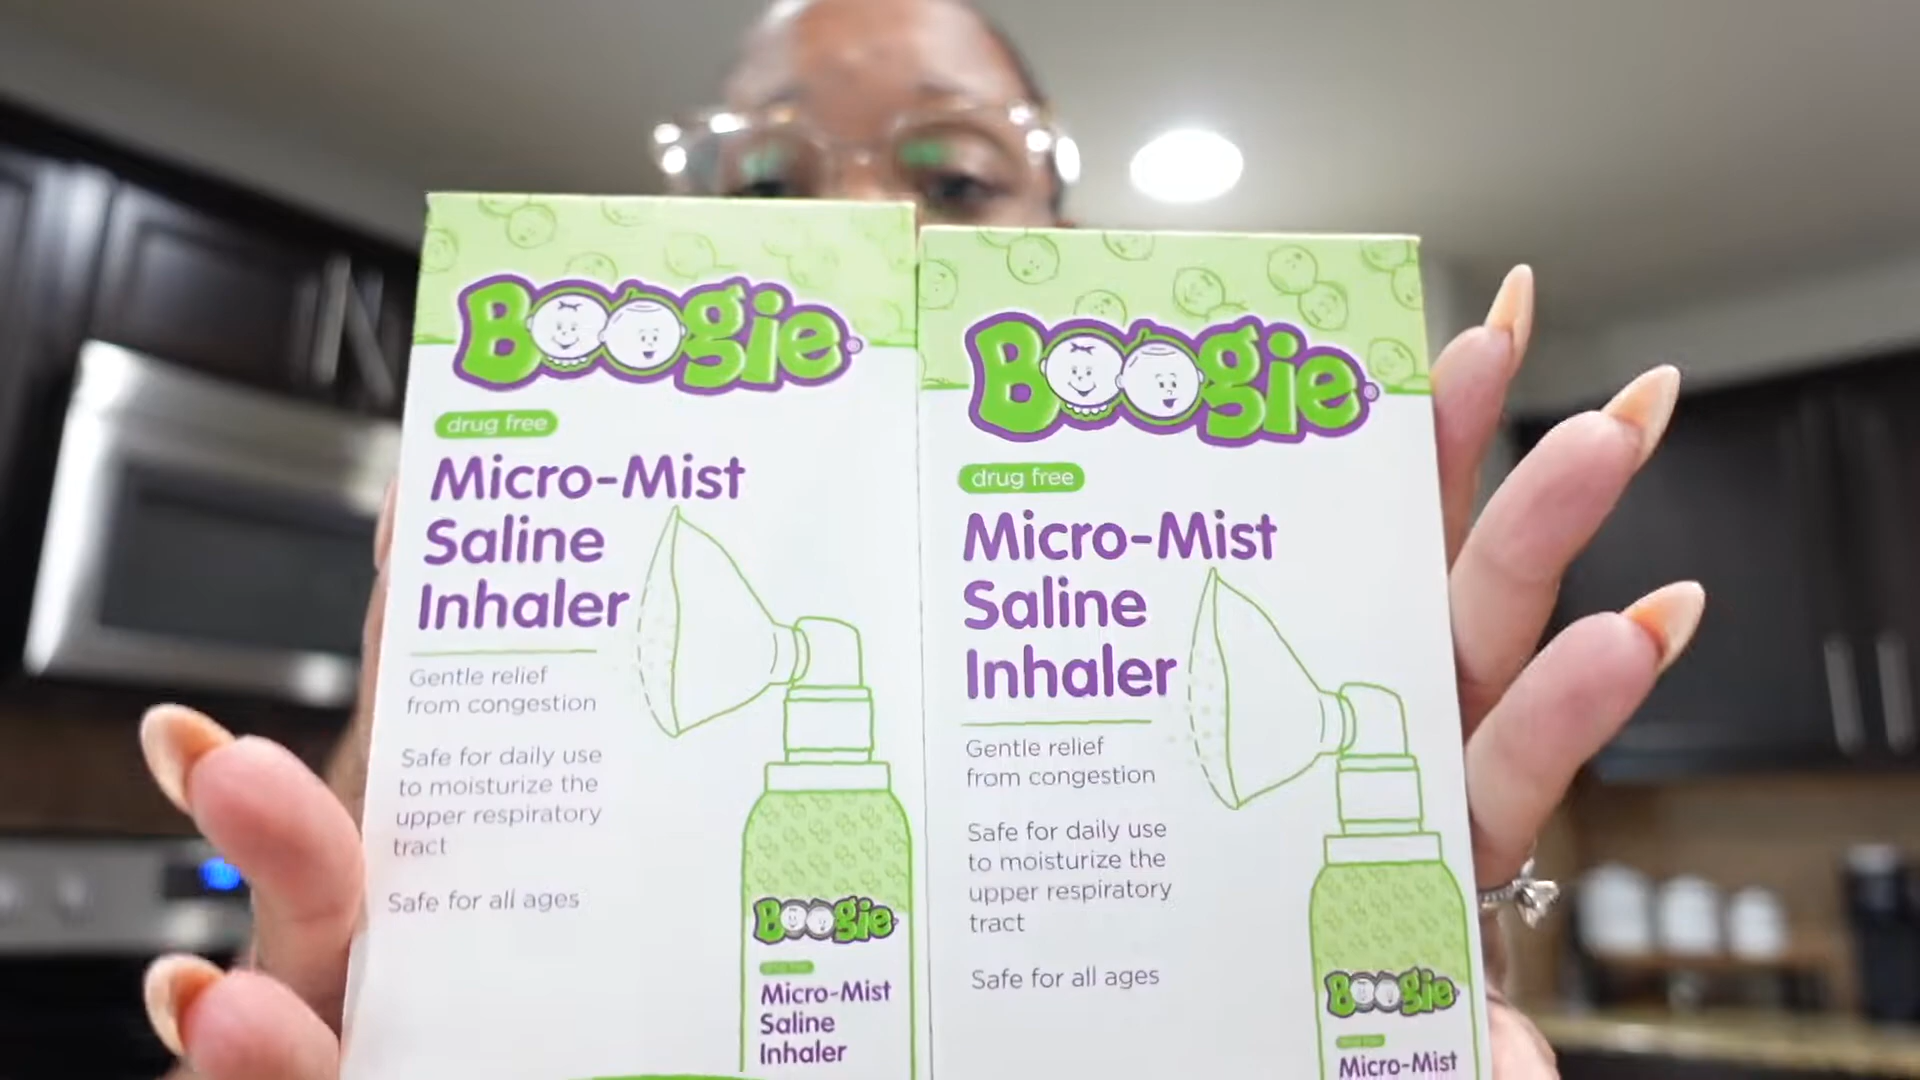 Boogie
drug free
Micro-Mist
Saline
Inhaler
Gentle relief
from congestion
Safe for daily use
to moisturize the
upper respiratory
tract
Safe for all ages
Boogie
Micro-Mist
Saline
Inhaler
Boogie
drug free
Micro-Mist
Saline
Inhaler
Gentle relief
from congestion
Safe for daily use
to moisturize the
upper respiratory
tract
Safe for all ages
Boogie
Micro-Mist